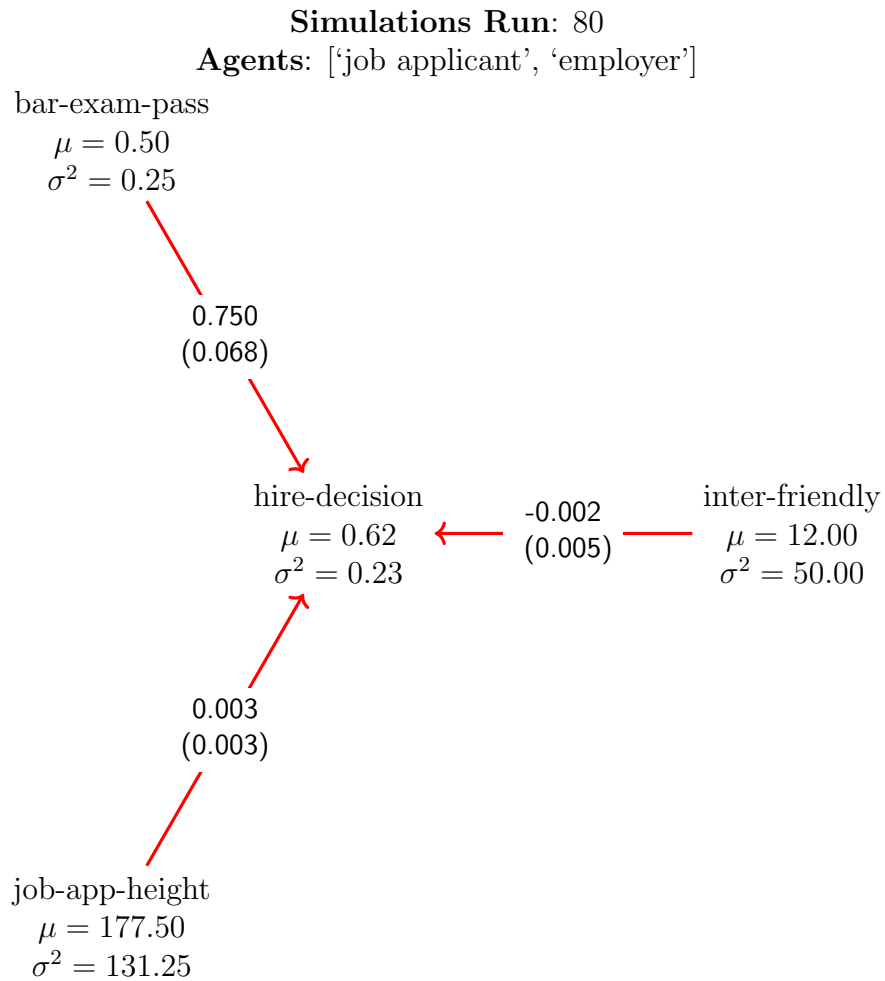 Simulations Run: 80
Agents: [‘job applicant’, ‘employer’]
bar-exam-pass
μ = 0.50
σ² = 0.25
0.750
(0.068)
hire-decision
μ = 0.62
σ² = 0.23
-0.002
(0.005)
inter-friendly
μ = 12.00
σ² = 50.00
0.003
(0.003)
job-app-height
μ = 177.50
σ² = 131.25